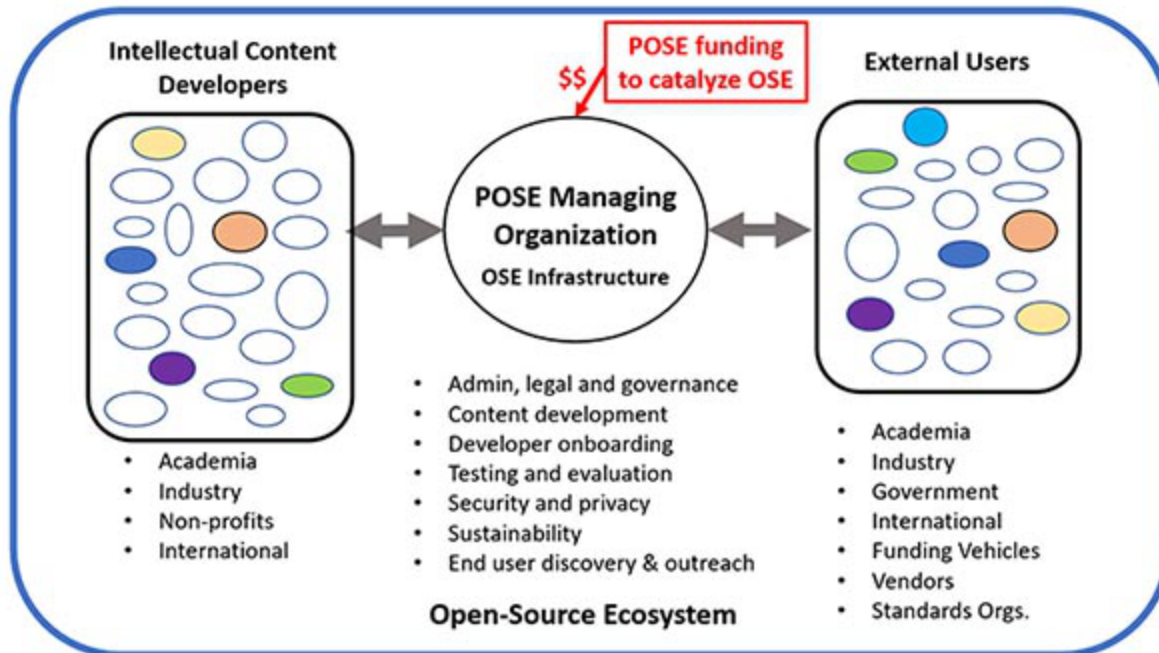 Intellectual Content
Developers
• Academia
• Industry
• Non-profits
• International
$$
POSE funding
to catalyze OSE
POSE Managing
Organization
OSE Infrastructure
• Admin, legal and governance
• Content development
• Developer onboarding
• Testing and evaluation
• Security and privacy
• Sustainability
• End user discovery & outreach
External Users
• Academia
• Industry
• Government
• International
• Funding Vehicles
• Vendors
• Standards Orgs.
Open-Source Ecosystem